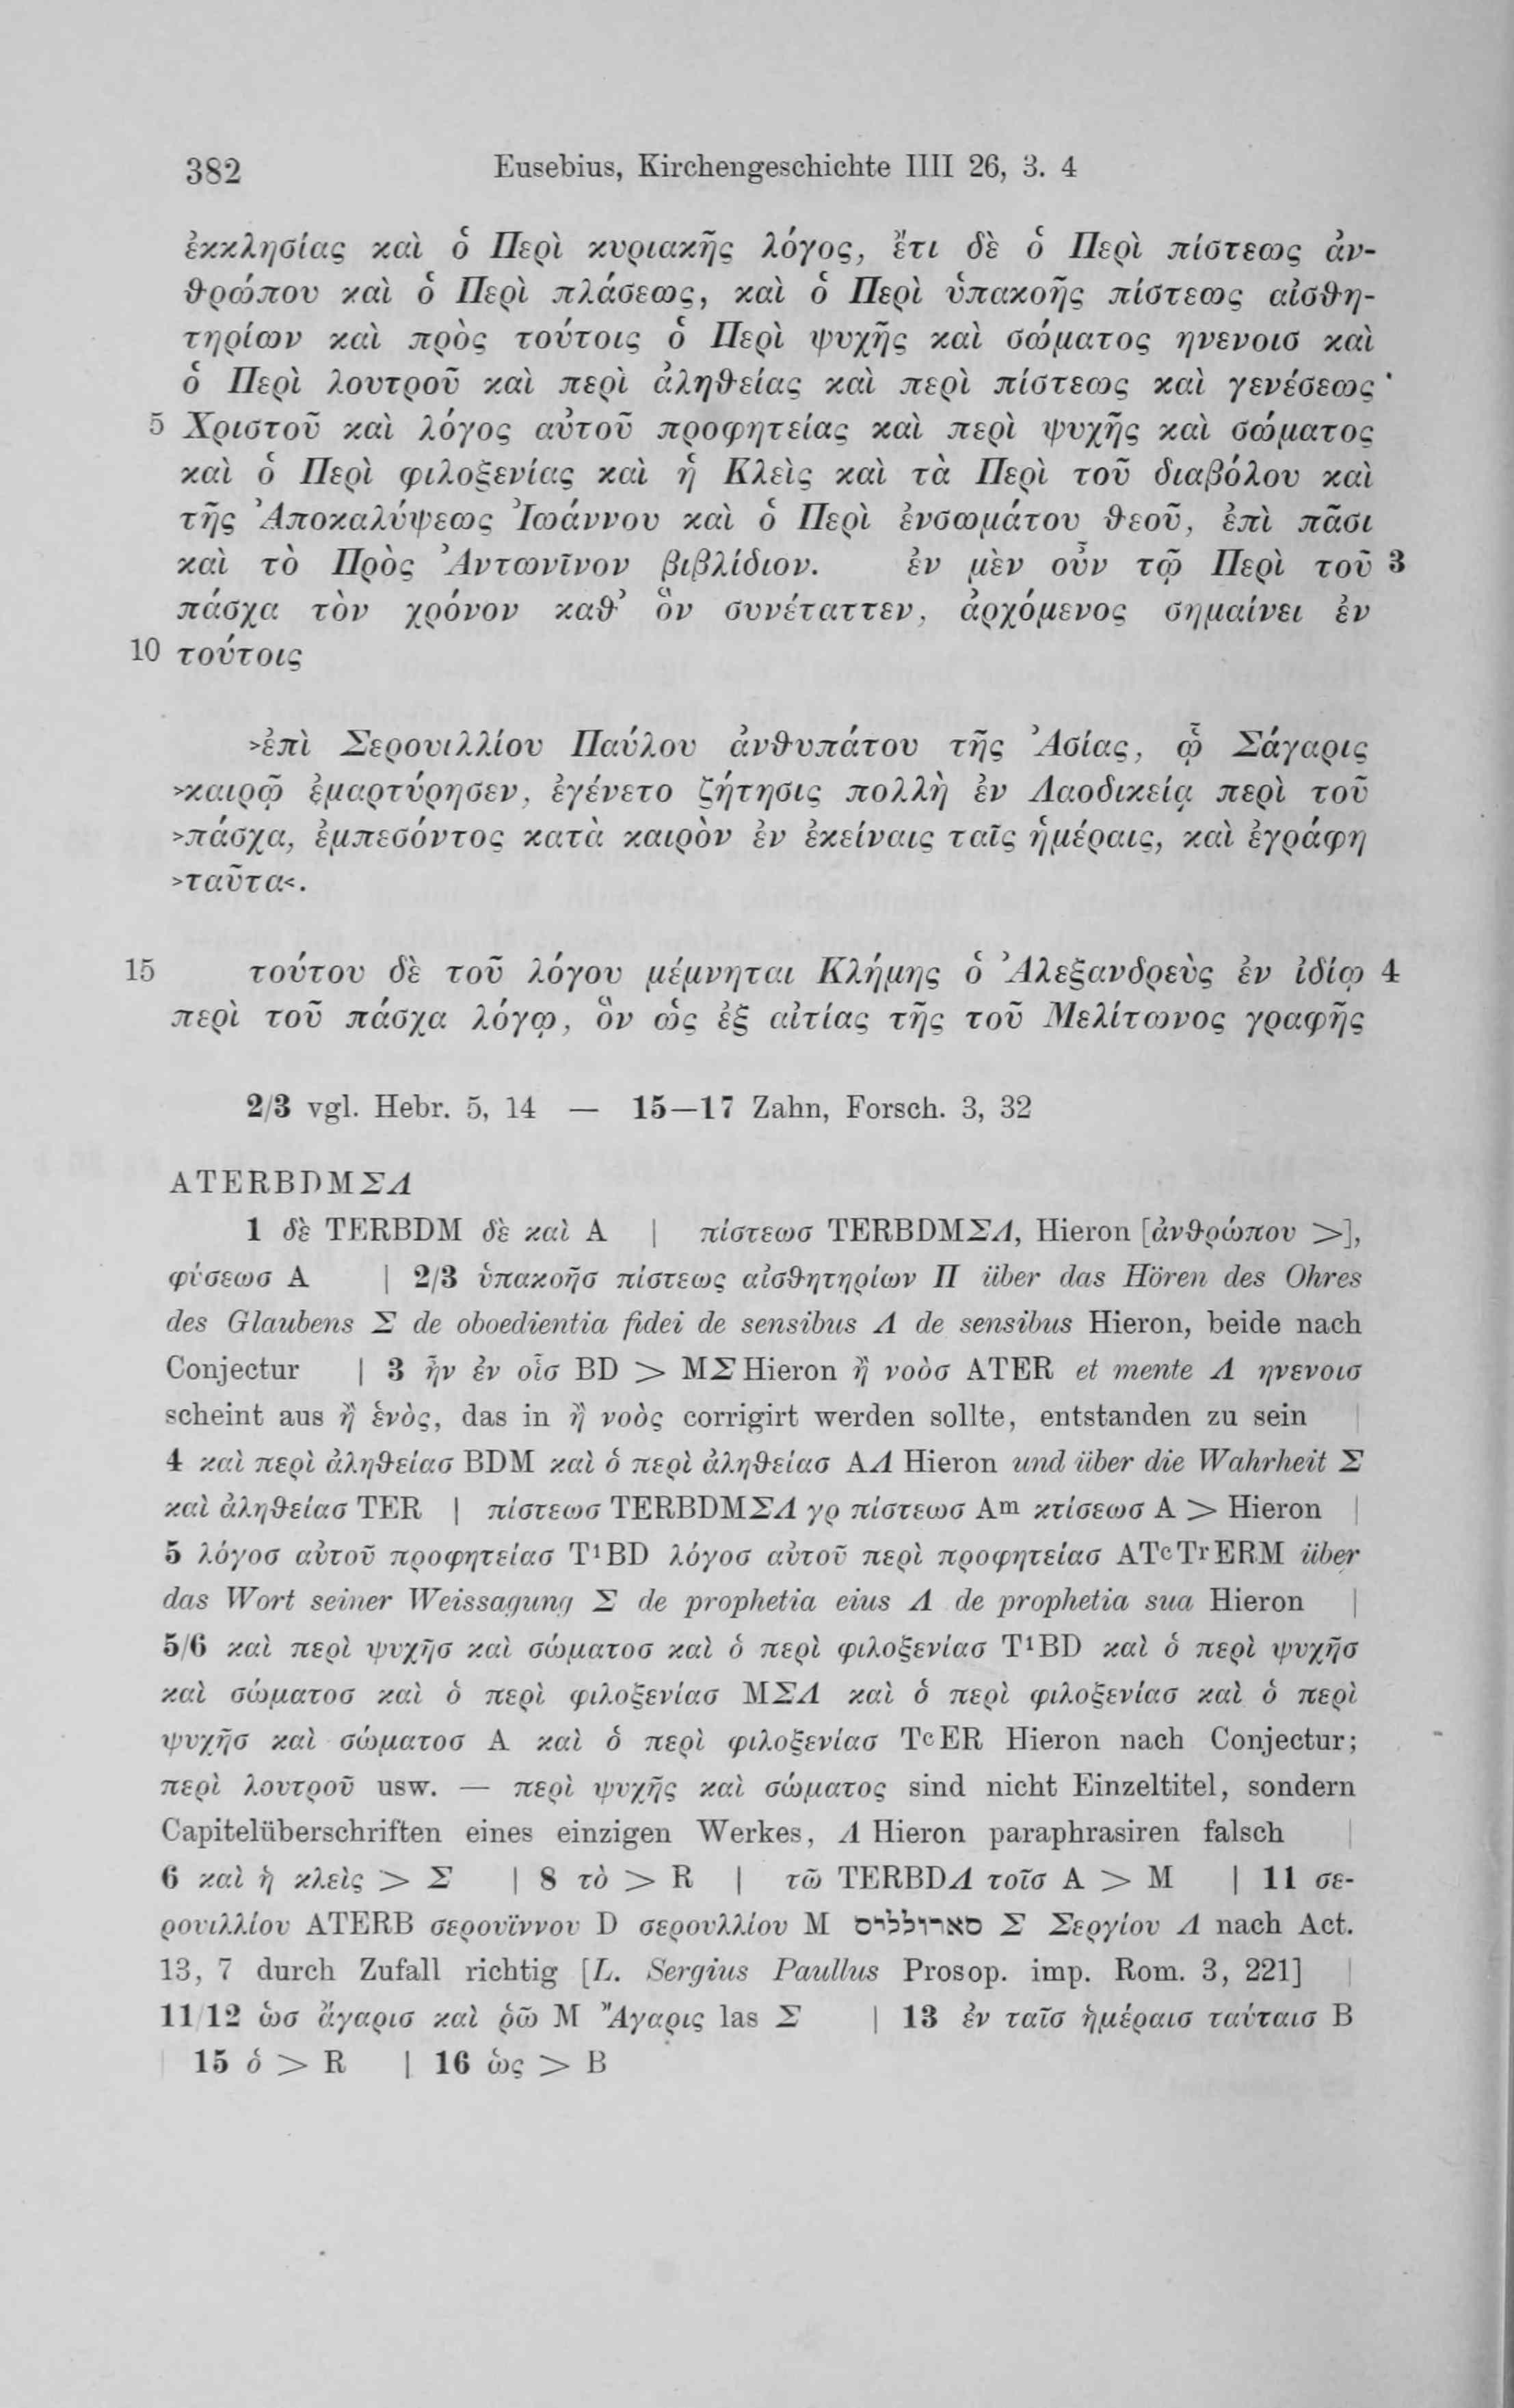 382 Eusebius, Kirchengeschichte IIII 26, 3. 4
ἐκκλησίας καὶ ὁ Περὶ κυριακῆς λόγος, ἔτι δὲ ὁ Περὶ πίστεως ἀν-
θρώπου καὶ ὁ Περὶ πλάσεως, καὶ ὁ Περὶ ὑπακοῆς πίστεως αἰσθη-
τηρίων καὶ πρὸς τούτοις ὁ Περὶ ψυχῆς καὶ σώματος ηνενοισ καὶ
ὁ Περὶ λουτροῦ καὶ περὶ ἀληθείας καὶ περὶ πίστεως καὶ γενέσεως
5 Χριστοῦ καὶ λόγος αὐτοῦ προφητείας καὶ περὶ ψυχῆς καὶ σώματος
καὶ ὁ Περὶ φιλοξενίας καὶ ἡ Κλεὶς καὶ τὰ Περὶ τοῦ διαβόλου καὶ
τῆς Ἀποκαλύψεως Ἰωάννου καὶ ὁ Περὶ ἐνσωμάτου θεοῦ, ἐπὶ πᾶσι
καὶ τὸ Πρὸς Ἀντωνῖνον βιβλίδιον. ἐν μὲν οὖν τῷ Περὶ τοῦ 3
πάσχα τὸν χρόνον καθ᾽ ὃν συνέταττεν, ἀρχόμενος σημαίνει ἐν
10 τούτοις
>ἐπὶ Σερουιλλίου Παύλου ἀνθυπάτου τῆς Ἀσίας, ᾧ Σάγαρις
>καιρῷ ἐμαρτύρησεν, ἐγένετο ζήτησις πολλὴ ἐν Λαοδικείᾳ περὶ τοῦ
>πάσχα, ἐμπεσόντος κατὰ καιρὸν ἐν ἐκείναις ταῖς ἡμέραις, καὶ ἐγράφη
>ταῦτα<.
15 τούτου δὲ τοῦ λόγου μέμνηται Κλήμης ὁ Ἀλεξανδρεὺς ἐν ἰδίῳ 4
περὶ τοῦ πάσχα λόγῳ, ὃν ὡς ἐξ αἰτίας τῆς τοῦ Μελίτωνος γραφῆς
2/3 vgl. Hebr. 5, 14 — 15—17 Zahn, Forsch. 3, 32
ATERBDMΣΛ
1 δὲ TERBDM δὲ καὶ A | πίστεωσ TERBDMΣΛ, Hieron [ἀνθρώπου >],
φύσεωσ A | 2/3 ὑπακοῆσ πίστεως αἰσθητηρίων Π über das Hören des Ohres
des Glaubens Σ de oboedientia fidei de sensibus Λ de sensibus Hieron, beide nach
Conjectur | 3 ἦν ἐν οἷσ BD > MΣ Hieron ἢ νοὸσ ATER et mente Λ ηνενοισ
scheint aus ἢ ἑνὸς, das in ἢ νοὸς corrigirt werden sollte, entstanden zu sein |
4 καὶ περὶ ἀληθείασ BDM καὶ ὁ περὶ ἀληθείασ AΛ Hieron und über die Wahrheit Σ
καὶ ἀληθείασ TER | πίστεωσ TERBDMΣΛ γρ πίστεωσ Aᵐ κτίσεωσ A > Hieron |
5 λόγοσ αὐτοῦ προφητείασ T¹BD λόγοσ αὐτοῦ περὶ προφητείασ ATᶜTʳERM über
das Wort seiner Weissagung Σ de prophetia eius Λ de prophetia sua Hieron |
5/6 καὶ περὶ ψυχῆσ καὶ σώματοσ καὶ ὁ περὶ φιλοξενίασ T¹BD καὶ ὁ περὶ ψυχῆσ
καὶ σώματοσ καὶ ὁ περὶ φιλοξενίασ MΣΛ καὶ ὁ περὶ φιλοξενίασ καὶ ὁ περὶ
ψυχῆσ καὶ σώματοσ A καὶ ὁ περὶ φιλοξενίασ TᶜER Hieron nach Conjectur;
περὶ λουτροῦ usw. — περὶ ψυχῆς καὶ σώματος sind nicht Einzeltitel, sondern
Capitelüberschriften eines einzigen Werkes, Λ Hieron paraphrasiren falsch |
6 καὶ ἡ κλεὶς > Σ | 8 τὸ > R | τῶ TERBDΛ τοῖσ A > M | 11 σε-
ρουιλλίου ATERB σερουΐννου D σερουλλίου M סארוללים Σ Σεργίου Λ nach Act.
13, 7 durch Zufall richtig [L. Sergius Paullus Prosop. imp. Rom. 3, 221] |
11/12 ὡσ ἄγαρισ καὶ ῥῶ M Ἄγαρις las Σ | 13 ἐν ταῖσ ἡμέραισ ταύταισ B
| 15 ὁ > R | 16 ὡς > B